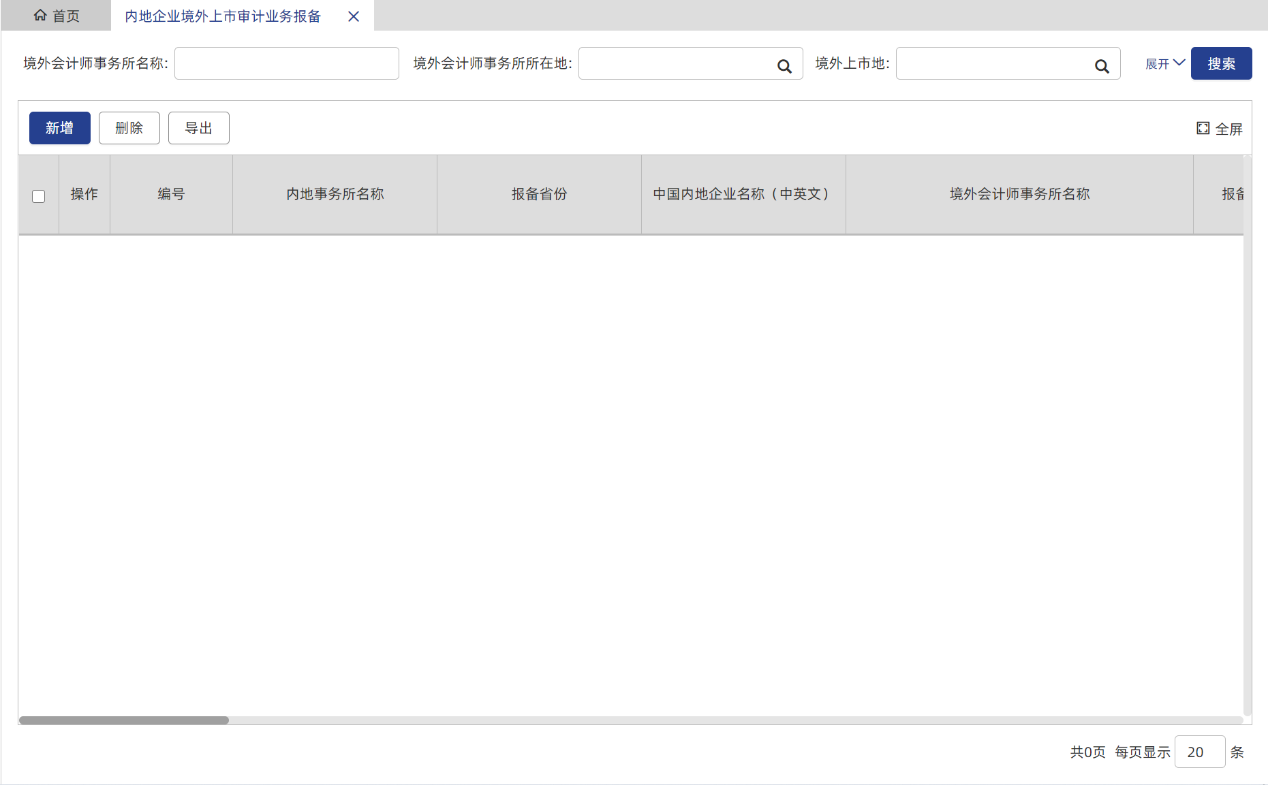 首页 内地企业境外上市审计业务报备
境外会计师事务所名称: 境外会计师事务所所在地: 境外上市地: 展开 搜索
新增 删除 导出 全屏
操作 编号 内地事务所名称 报备省份 中国内地企业名称（中英文） 境外会计师事务所名称 报备
共0页 每页显示 20 条